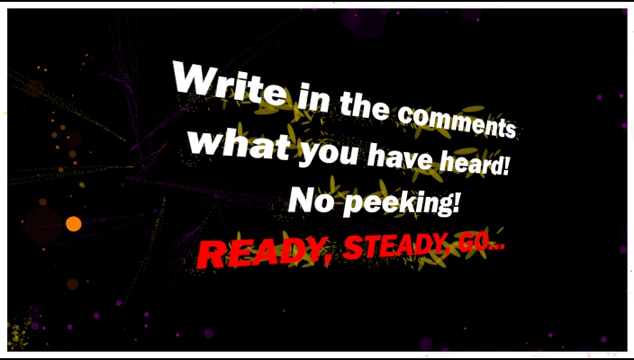 Write in the comments
what you have heard!
No peeking!
READY, STEADY, GO...